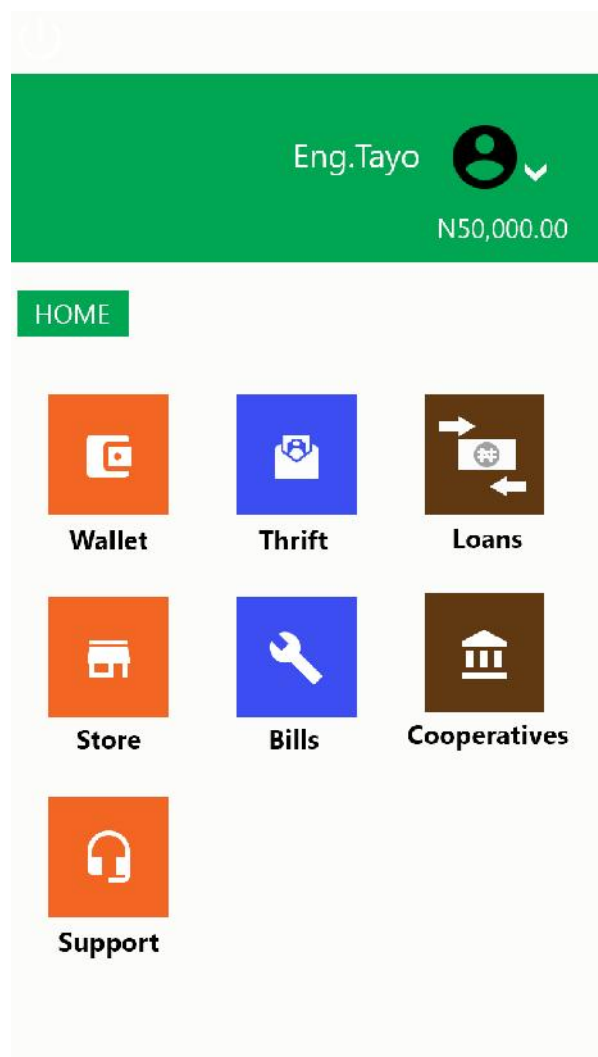 Eng.Tayo
N50,000.00
HOME
Wallet Thrift Loans
Store Bills Cooperatives
Support